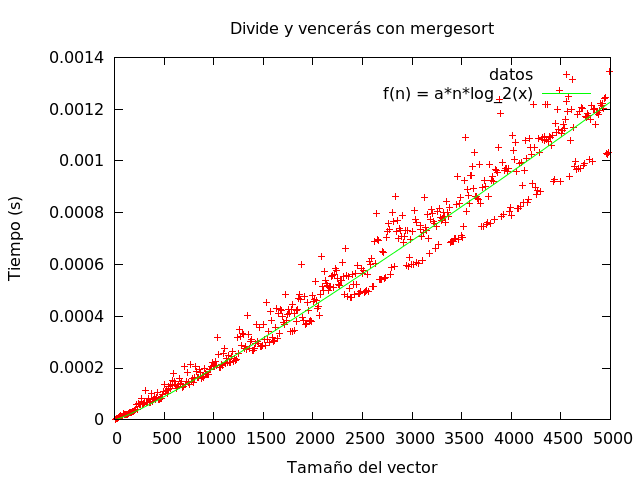 Divide y vencerás con mergesort
0.0014
0.0012
0.001
0.0008
0.0006
0.0004
0.0002
0
Tiempo (s)
datos
f(n) = a*n*log_2(x)
0 500 1000 1500 2000 2500 3000 3500 4000 4500 5000
Tamaño del vector